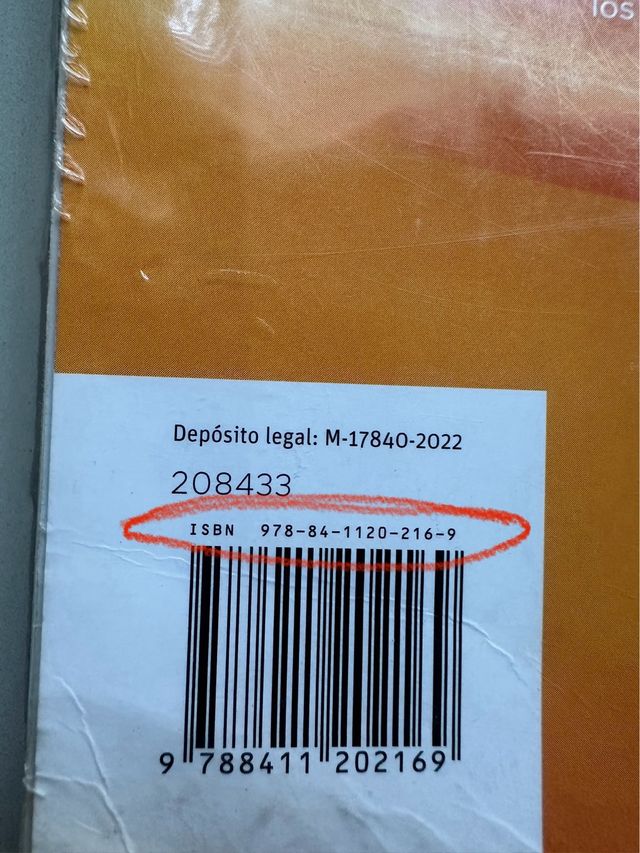 los
Depósito legal: M-17840-2022
208433
ISBN 978-84-1120-216-9
9 788411 202169